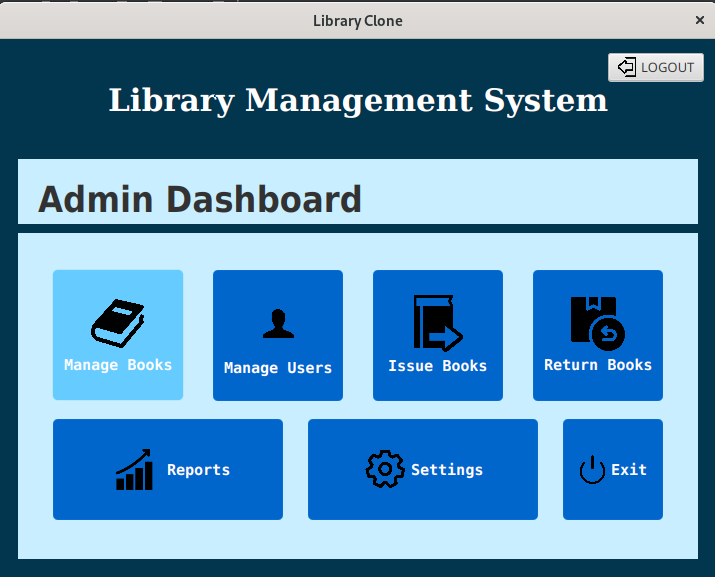 Library Clone
×
LOGOUT
Library Management System
Admin Dashboard
Manage Books
Manage Users
Issue Books
Return Books
Reports
Settings
Exit